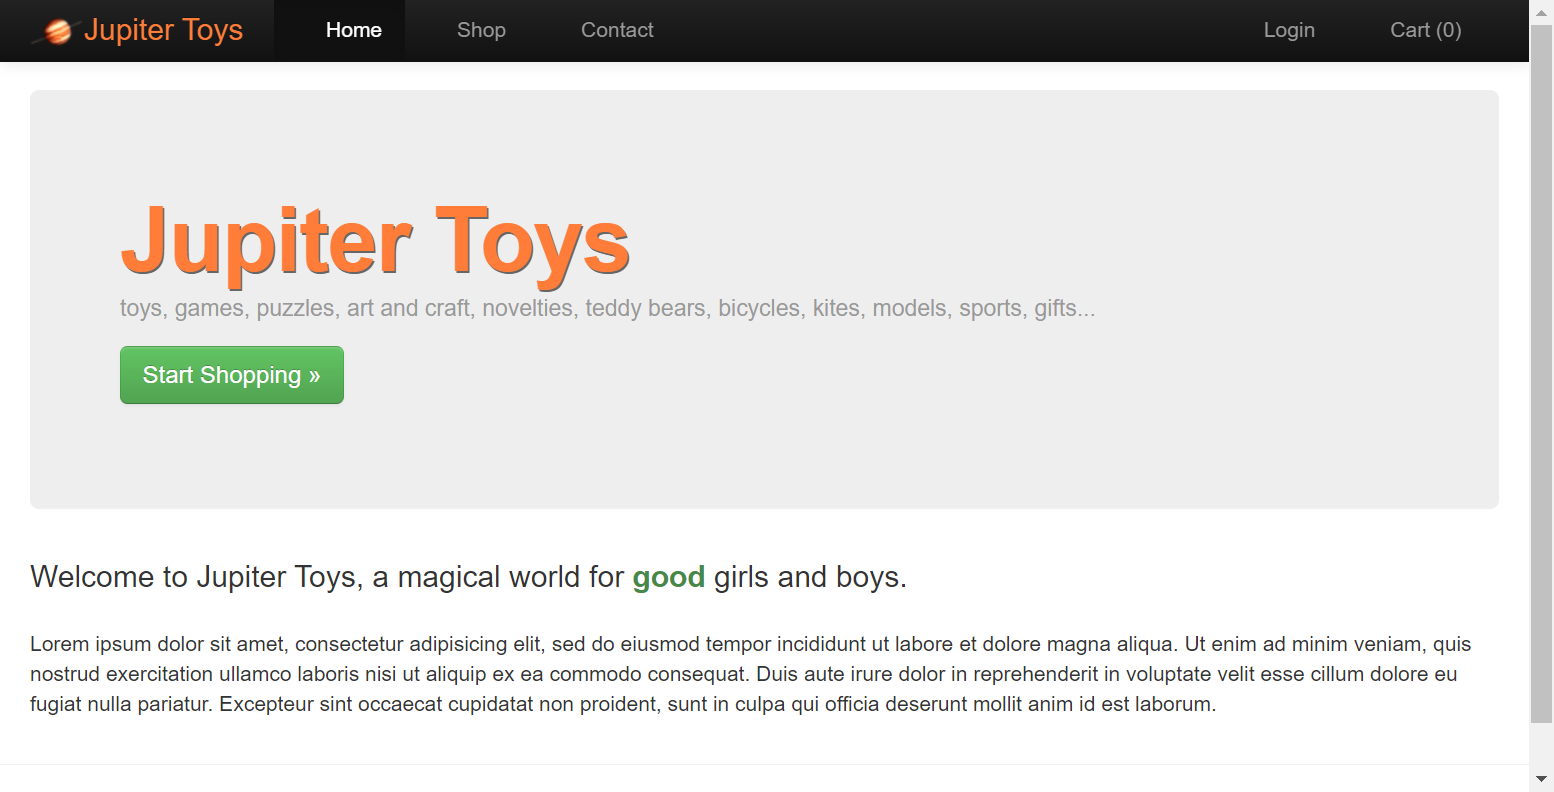 Jupiter Toys Home Shop Contact Login Cart (0)
Jupiter Toys
toys, games, puzzles, art and craft, novelties, teddy bears, bicycles, kites, models, sports, gifts...
Start Shopping »
Welcome to Jupiter Toys, a magical world for good girls and boys.
Lorem ipsum dolor sit amet, consectetur adipisicing elit, sed do eiusmod tempor incididunt ut labore et dolore magna aliqua. Ut enim ad minim veniam, quis
nostrud exercitation ullamco laboris nisi ut aliquip ex ea commodo consequat. Duis aute irure dolor in reprehenderit in voluptate velit esse cillum dolore eu
fugiat nulla pariatur. Excepteur sint occaecat cupidatat non proident, sunt in culpa qui officia deserunt mollit anim id est laborum.